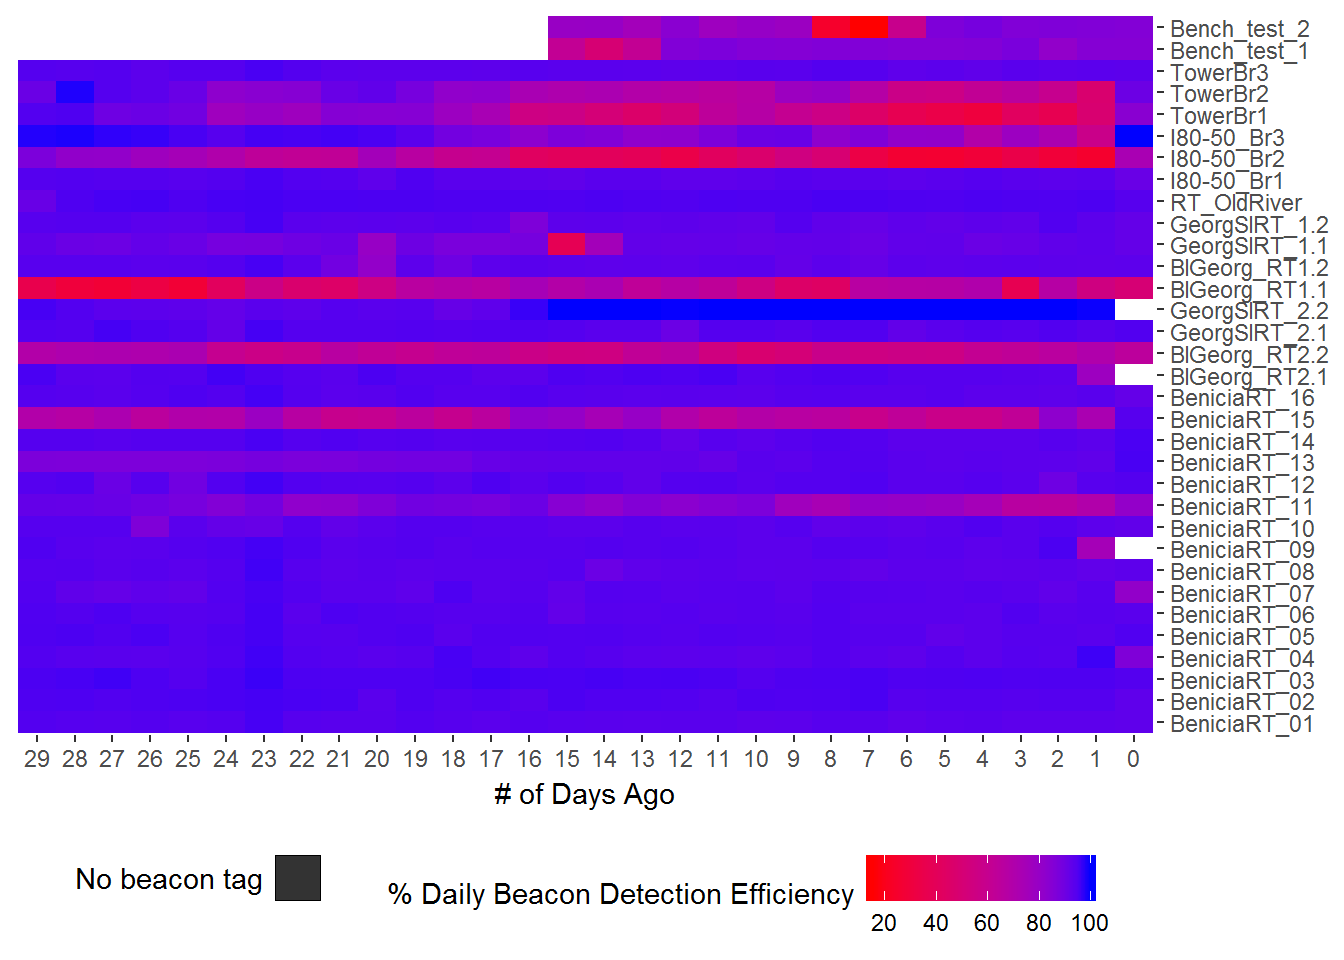 Bench_test_2
Bench_test_1
TowerBr3
TowerBr2
TowerBr1
I80-50_Br3
I80-50_Br2
I80-50_Br1
RT_OldRiver
GeorgSlRT_1.2
GeorgSlRT_1.1
BlGeorg_RT1.2
BlGeorg_RT1.1
GeorgSlRT_2.2
GeorgSlRT_2.1
BlGeorg_RT2.2
BlGeorg_RT2.1
BeniciaRT_16
BeniciaRT_15
BeniciaRT_14
BeniciaRT_13
BeniciaRT_12
BeniciaRT_11
BeniciaRT_10
BeniciaRT_09
BeniciaRT_08
BeniciaRT_07
BeniciaRT_06
BeniciaRT_05
BeniciaRT_04
BeniciaRT_03
BeniciaRT_02
BeniciaRT_01
29 28 27 26 25 24 23 22 21 20 19 18 17 16 15 14 13 12 11 10 9 8 7 6 5 4 3 2 1 0
# of Days Ago
No beacon tag
% Daily Beacon Detection Efficiency
20 40 60 80 100